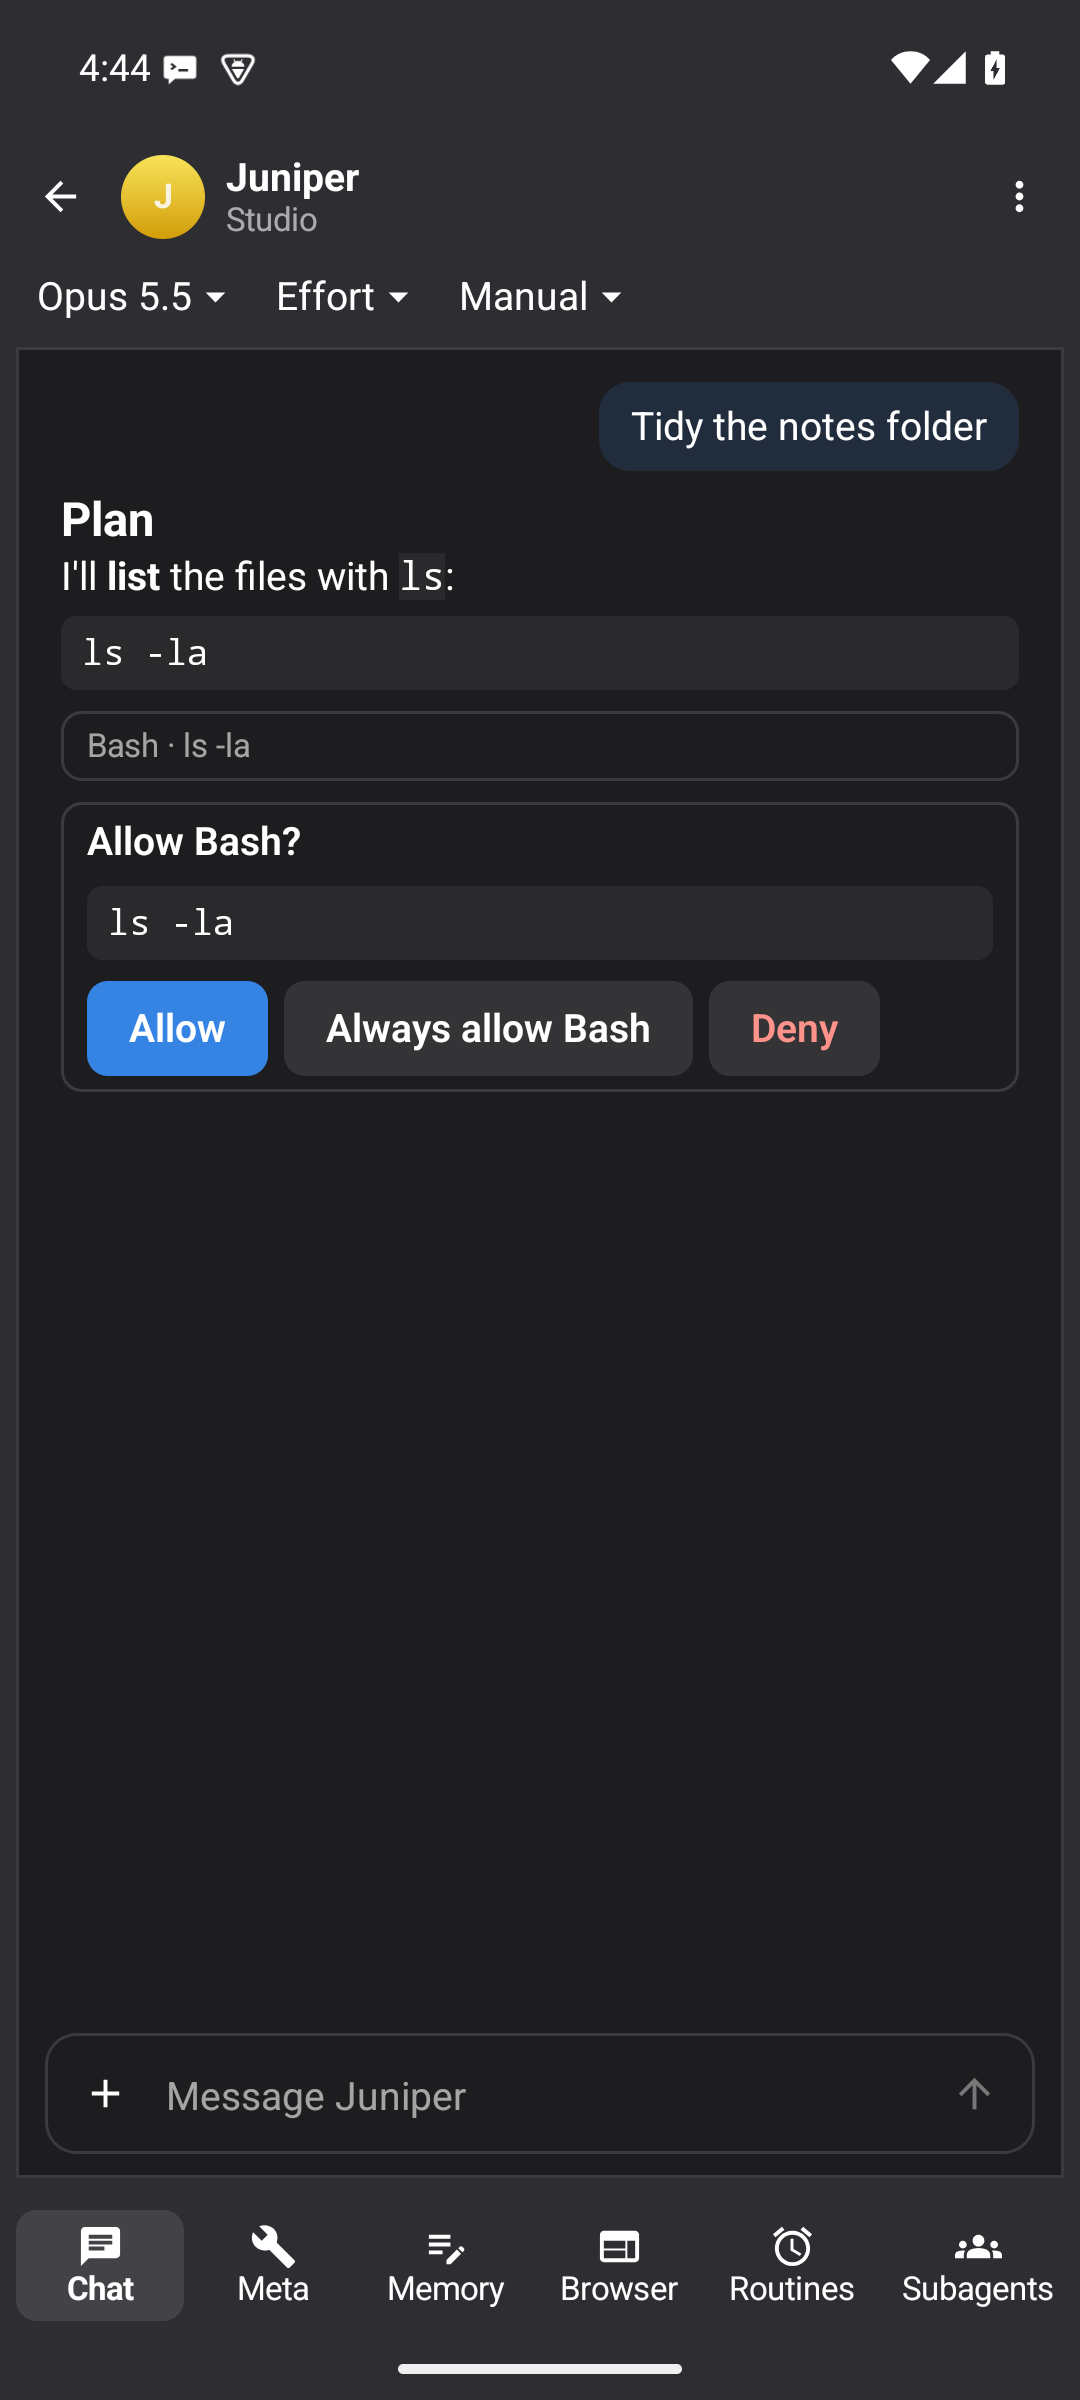 4:44
J
Juniper
Studio
Opus 5.5 Effort Manual
Tidy the notes folder
Plan
I'll list the files with ls:
ls -la
Bash · ls -la
Allow Bash?
ls -la
Allow Always allow Bash Deny
Message Juniper
Chat Meta Memory Browser Routines Subagents